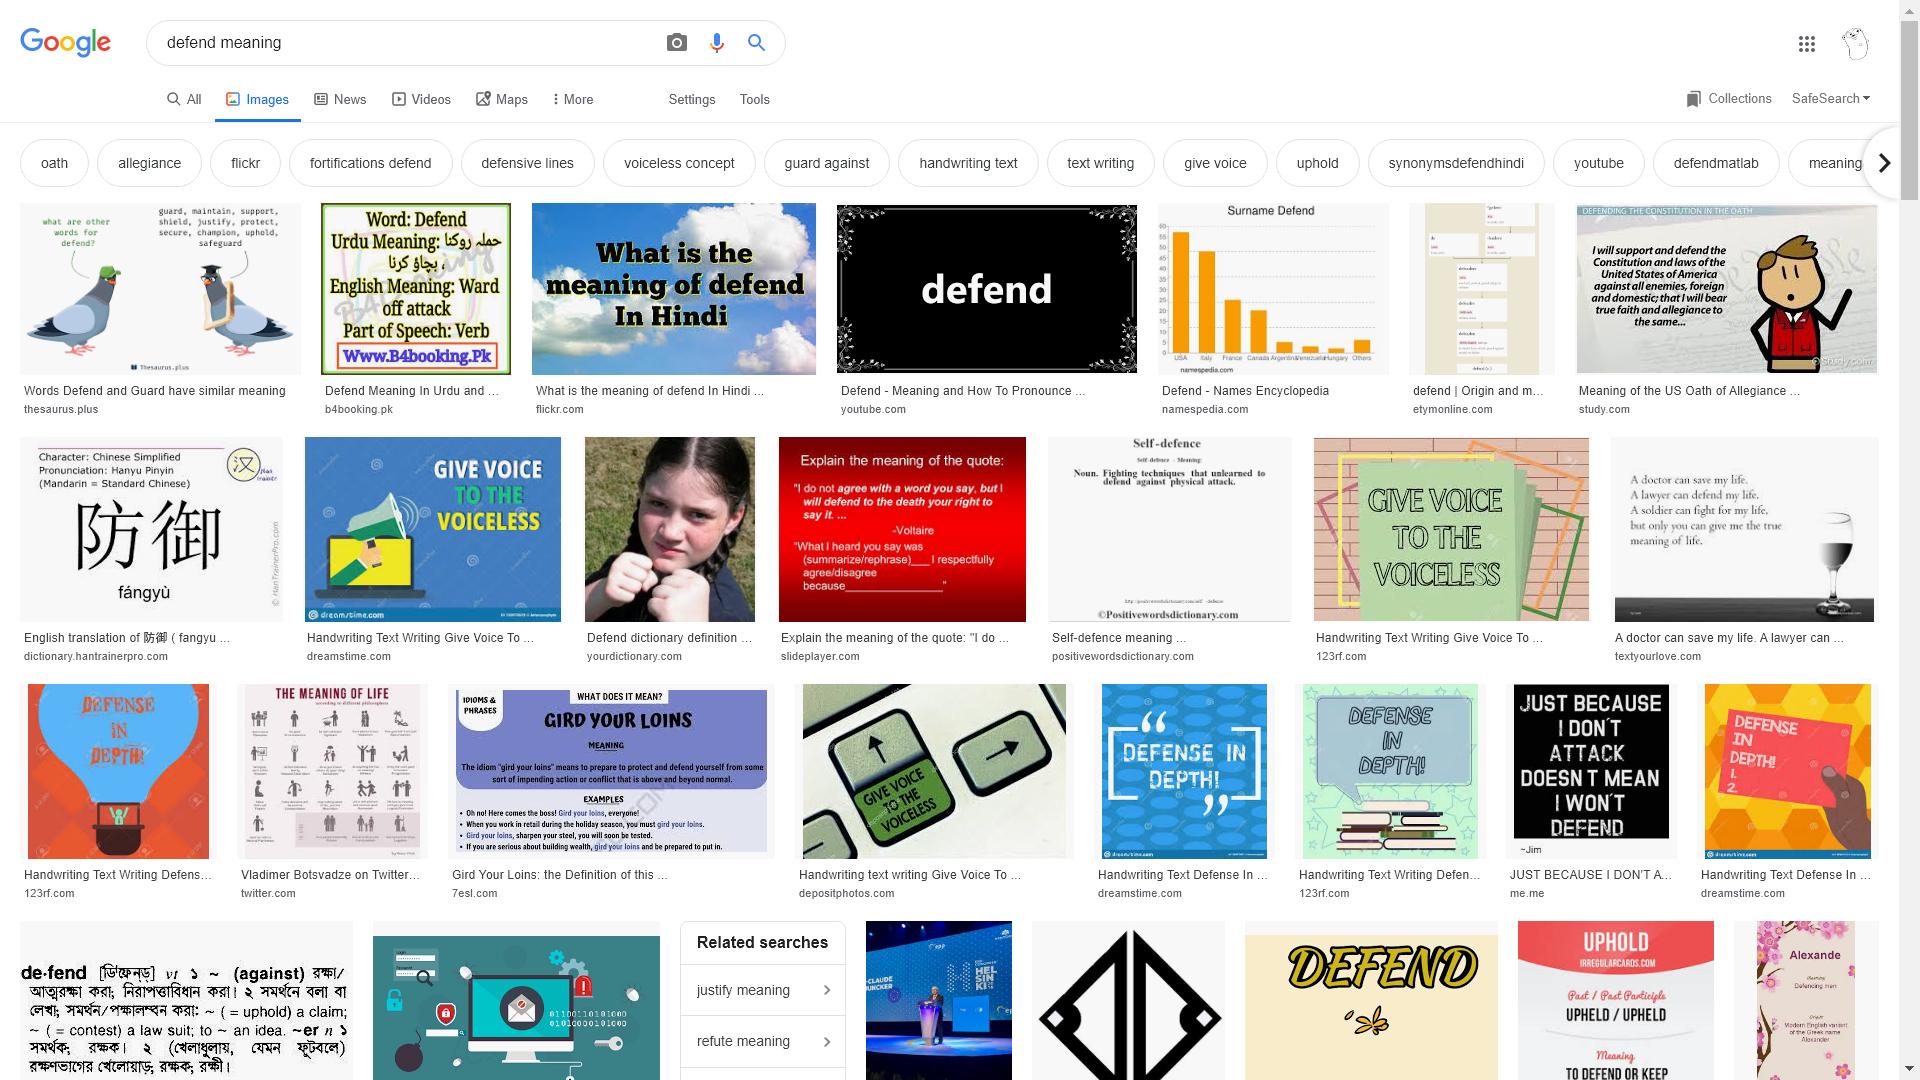 Google
defend meaning
All
Images
News
Videos
Maps
More
Settings
Tools
Collections
SafeSearch
oath
allegiance
flickr
fortifications defend
defensive lines
voiceless concept
guard against
handwriting text
text writing
give voice
uphold
synonymsdefendhindi
youtube
defendmatlab
meaning
what are other
words for
defend?
guard, maintain, support,
shield, justify, protect,
secure, champion, uphold,
safeguard
Thesaurus.plus
Words Defend and Guard have similar meaning
thesaurus.plus
Word: Defend
Urdu Meaning: حملہ روکنا
، بچاؤ کرنا
English Meaning: Ward
off attack
Part of Speech: Verb
Www.B4booking.Pk
Defend Meaning In Urdu and ...
b4booking.pk
What is the
meaning of defend
In Hindi
What is the meaning of defend In Hindi ...
flickr.com
defend
Defend - Meaning and How To Pronounce ...
youtube.com
Surname Defend
60
55
50
45
40
35
30
25
20
15
10
5
0
USA Italy France Canada Argentina Venezuela Hungary Others
namespedia.com
Defend - Names Encyclopedia
namespedia.com
defend | Origin and m...
etymonline.com
DEFENDING THE CONSTITUTION IN THE OATH
I will support and defend the
Constitution and laws of the
United States of America
against all enemies, foreign
and domestic; that I will bear
true faith and allegiance to
the same...
© Study.com
Meaning of the US Oath of Allegiance ...
study.com
Character: Chinese Simplified
Pronunciation: Hanyu Pinyin
(Mandarin = Standard Chinese)
汉
防御
fángyù
© HanTrainerPro.com
English translation of 防御 ( fangyu ...
dictionary.hantrainerpro.com
GIVE VOICE
TO THE
VOICELESS
dreamstime.com
Handwriting Text Writing Give Voice To ...
dreamstime.com
Defend dictionary definition ...
yourdictionary.com
Explain the meaning of the quote:
"I do not agree with a word you say, but I
will defend to the death your right to
say it. ...
-Voltaire
"What I heard you say was
(summarize/rephrase)___ I respectfully
agree/disagree
because________________ "
Explain the meaning of the quote: "I do ...
slideplayer.com
Self-defence
Self-defence - Meaning:
Noun. Fighting techniques that unlearned to
defend against physical attack.
©Positivewordsdictionary.com
Self-defence meaning ...
positivewordsdictionary.com
GIVE VOICE
TO THE
VOICELESS
Handwriting Text Writing Give Voice To ...
123rf.com
A doctor can save my life.
A lawyer can defend my life.
A soldier can fight for my life,
but only you can give me the true
meaning of life.
A doctor can save my life. A lawyer can ...
textyourlove.com
DEFENSE
IN
DEPTH!
Handwriting Text Writing Defens...
123rf.com
THE MEANING OF LIFE
according to different philosophers
Vladimer Botsvadze on Twitter...
twitter.com
IDIOMS &
PHRASES
WHAT DOES IT MEAN?
GIRD YOUR LOINS
MEANING
The idiom "gird your loins" means to prepare to protect and defend yourself from some
sort of impending action or conflict that is above and beyond normal.
EXAMPLES
• Oh no! Here comes the boss! Gird your loins, everyone!
• When you work in retail during the holiday season, you must gird your loins.
• Gird your loins, sharpen your steel, you will soon be tested.
• If you are serious about building wealth, gird your loins and be prepared to put in.
Gird Your Loins: the Definition of this ...
7esl.com
GIVE VOICE
TO THE
VOICELESS
Handwriting text writing Give Voice To ...
depositphotos.com
DEFENSE IN
DEPTH!
dreamstime.com
Handwriting Text Defense In ...
dreamstime.com
DEFENSE
IN
DEPTH!
Handwriting Text Writing Defen...
123rf.com
JUST BECAUSE
I DON'T
ATTACK
DOESN T MEAN
I WON'T
DEFEND
~Jim
JUST BECAUSE I DON'T A...
me.me
DEFENSE
IN
DEPTH!
1.
2.
dreamstime.com
Handwriting Text Defense In ...
dreamstime.com
de·fend [ডিফেন্ড্] vt ১ ~ (against) রক্ষা/
আত্মরক্ষা করা; নিরাপত্তাবিধান করা। ২ সমর্থনে বলা বা
লেখা; সমর্থন/পক্ষালম্বন করা: ~ ( = uphold) a claim;
~ ( = contest) a law suit; to ~ an idea. ~er n ১
সমর্থক; রক্ষক। ২ (খেলাধুলায়, যেমন ফুটবলে)
রক্ষণভাগের খেলোয়াড়; রক্ষক; রক্ষী।
01100110101000
01010000101000
Related searches
justify meaning
refute meaning
epp
HELSINKI
DEFEND
UPHOLD
IRREGULARCARDS.COM
Past / Past Participle
UPHELD / UPHELD
Meaning
TO DEFEND OR KEEP
Alexande
Meaning
Defending men
Origin
Modern English variant
of the Greek name
Alexander